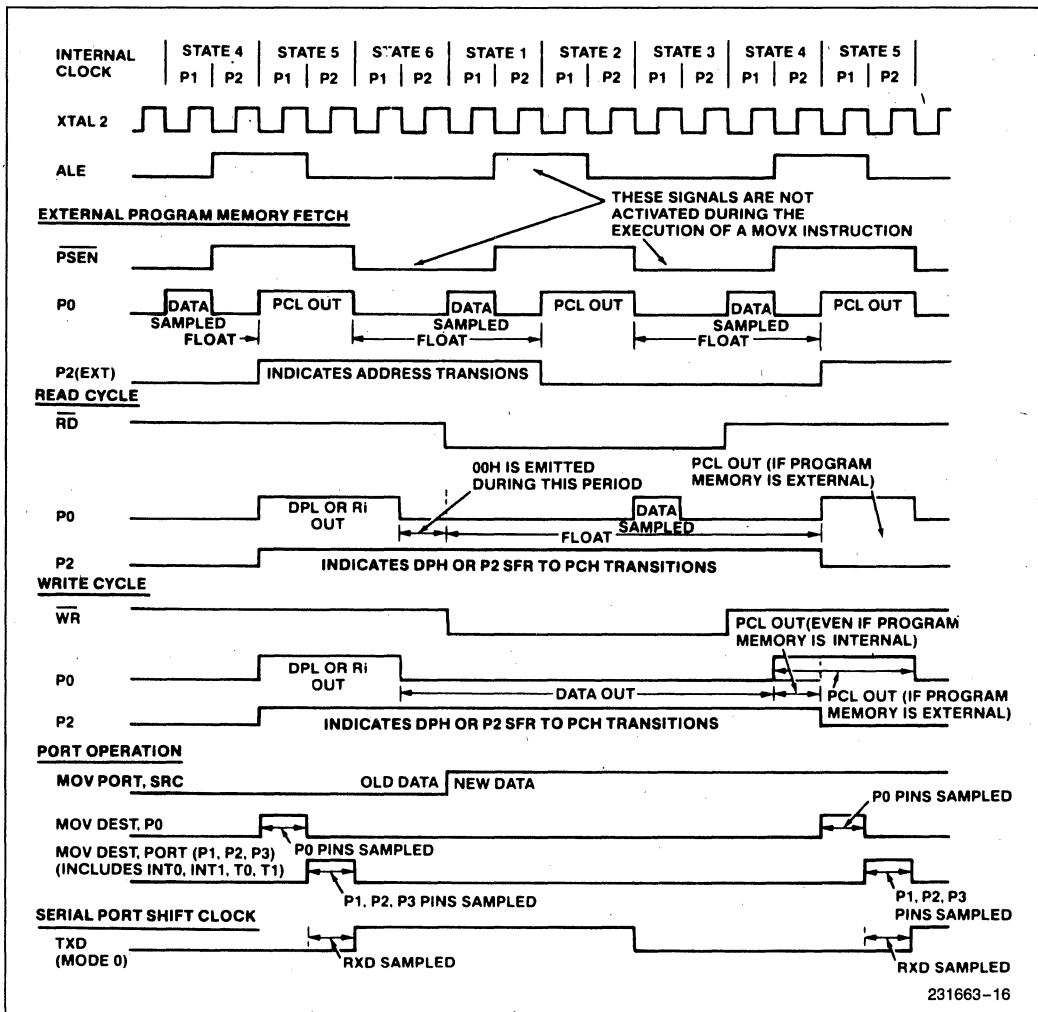 INTERNAL CLOCK
STATE 4 STATE 5 STATE 6 STATE 1 STATE 2 STATE 3 STATE 4 STATE 5
P1 P2 P1 P2 P1 P2 P1 P2 P1 P2 P1 P2 P1 P2 P1 P2
XTAL 2
ALE
THESE SIGNALS ARE NOT
ACTIVATED DURING THE
EXECUTION OF A MOVX INSTRUCTION
EXTERNAL PROGRAM MEMORY FETCH
PSEN
P0
DATA PCL OUT DATA PCL OUT DATA PCL OUT
SAMPLED SAMPLED SAMPLED
FLOAT FLOAT FLOAT
P2(EXT)
INDICATES ADDRESS TRANSIONS
READ CYCLE
RD
00H IS EMITTED
DURING THIS PERIOD
PCL OUT (IF PROGRAM
MEMORY IS EXTERNAL)
P0
DPL OR Ri
OUT
DATA
SAMPLED
FLOAT
P2
INDICATES DPH OR P2 SFR TO PCH TRANSITIONS
WRITE CYCLE
WR
PCL OUT(EVEN IF PROGRAM
MEMORY IS INTERNAL)
P0
DPL OR Ri
OUT
DATA OUT
PCL OUT (IF PROGRAM
MEMORY IS EXTERNAL)
P2
INDICATES DPH OR P2 SFR TO PCH TRANSITIONS
PORT OPERATION
MOV PORT, SRC
OLD DATA NEW DATA
P0 PINS SAMPLED
MOV DEST, P0
P0 PINS SAMPLED
MOV DEST, PORT (P1, P2, P3)
(INCLUDES INT0, INT1, T0, T1)
P1, P2, P3 PINS SAMPLED
P1, P2, P3
PINS SAMPLED
SERIAL PORT SHIFT CLOCK
TXD
(MODE 0)
RXD SAMPLED
RXD SAMPLED
231663-16